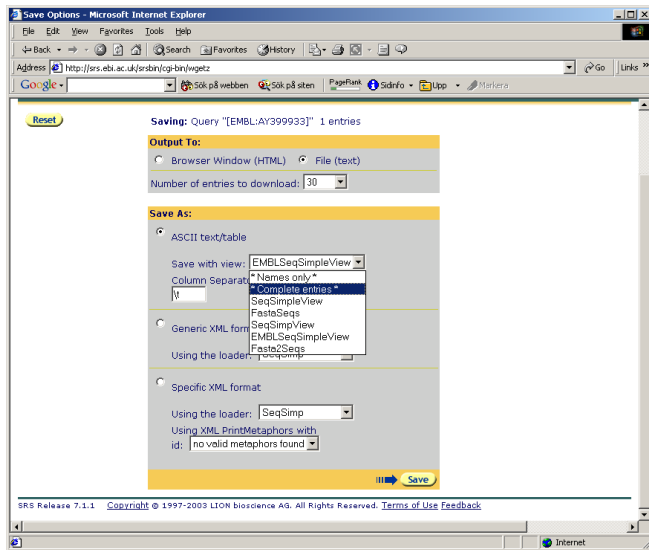 Save Options - Microsoft Internet Explorer
File Edit View Favorites Tools Help
Back Search Favorites History
Address http://srs.ebi.ac.uk/srsbin/cgi-bin/wgetz Go Links »
Google Sök på webben Sök på siten PageRank Sidinfo Upp Markera
Reset
Saving: Query "[EMBL:AY399933]" 1 entries
Output To:
Browser Window (HTML) File (text)
Number of entries to download: 30
Save As:
ASCII text/table
Save with view: EMBLSeqSimpleView
* Names only *
Column Separat
* Complete entries *
\t
SeqSimpleView
FastaSeqs
SeqSimpView
Generic XML form
EMBLSeqSimpleView
Fasta2Seqs
Using the loader: SeqSimp
Specific XML format
Using the loader: SeqSimp
Using XML PrintMetaphors with
id: no valid metaphors found
Save
SRS Release 7.1.1 Copyright © 1997-2003 LION bioscience AG. All Rights Reserved. Terms of Use Feedback
Internet